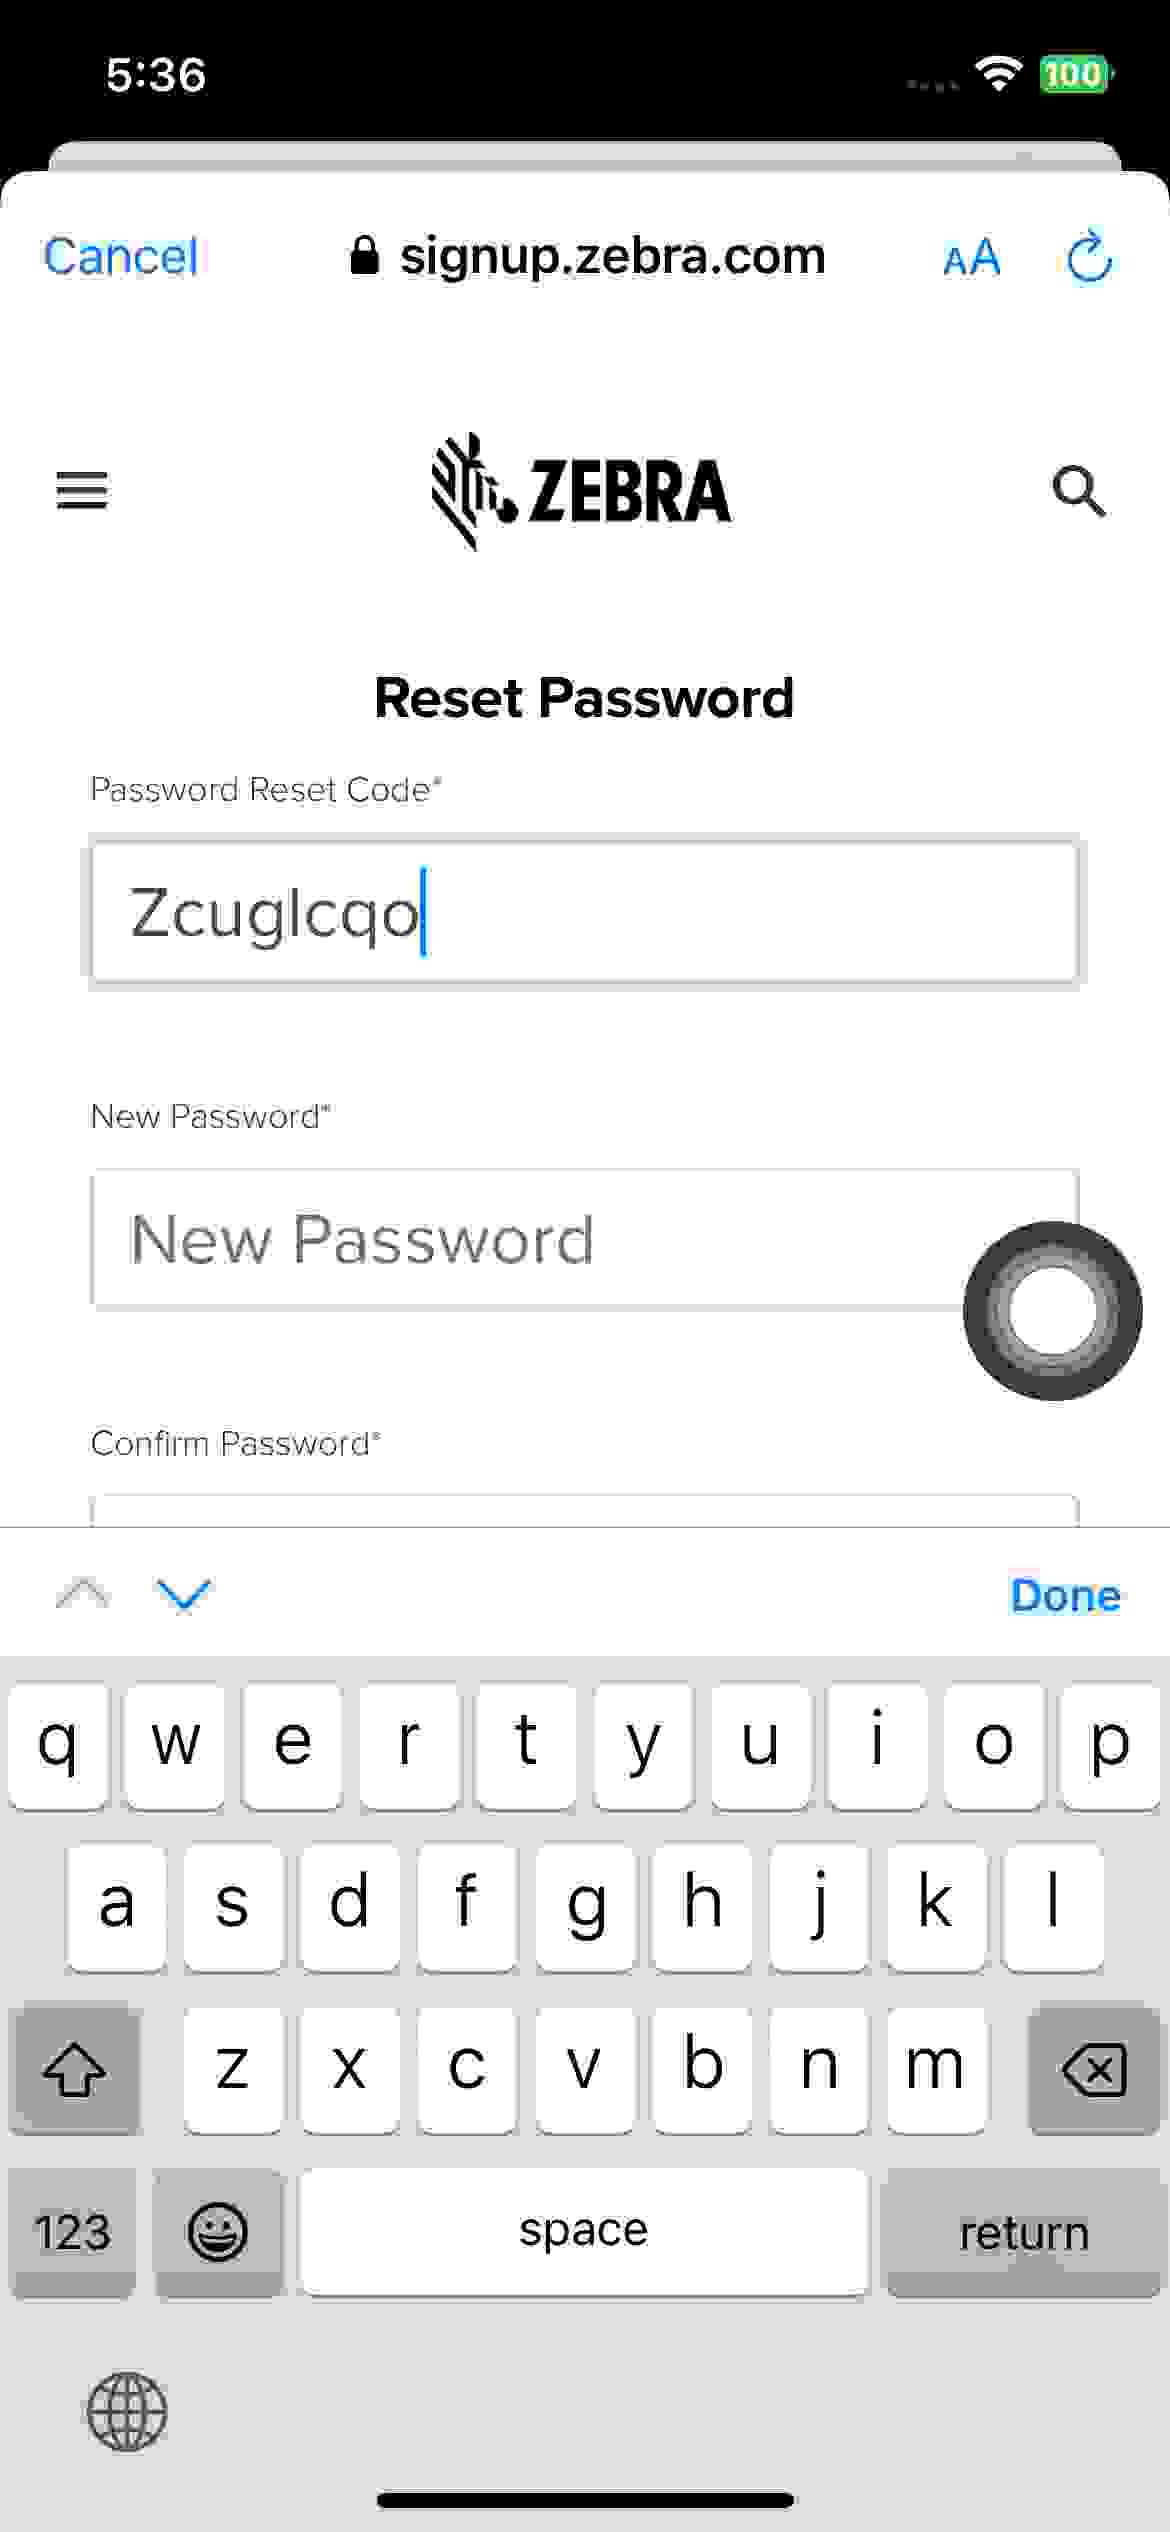 5:36
100
Cancel
signup.zebra.com
AA
ZEBRA
Reset Password
Password Reset Code*
Zcuglcqo
New Password*
New Password
Confirm Password*
Done
q w e r t y u i o p
a s d f g h j k l
z x c v b n m
123
space
return